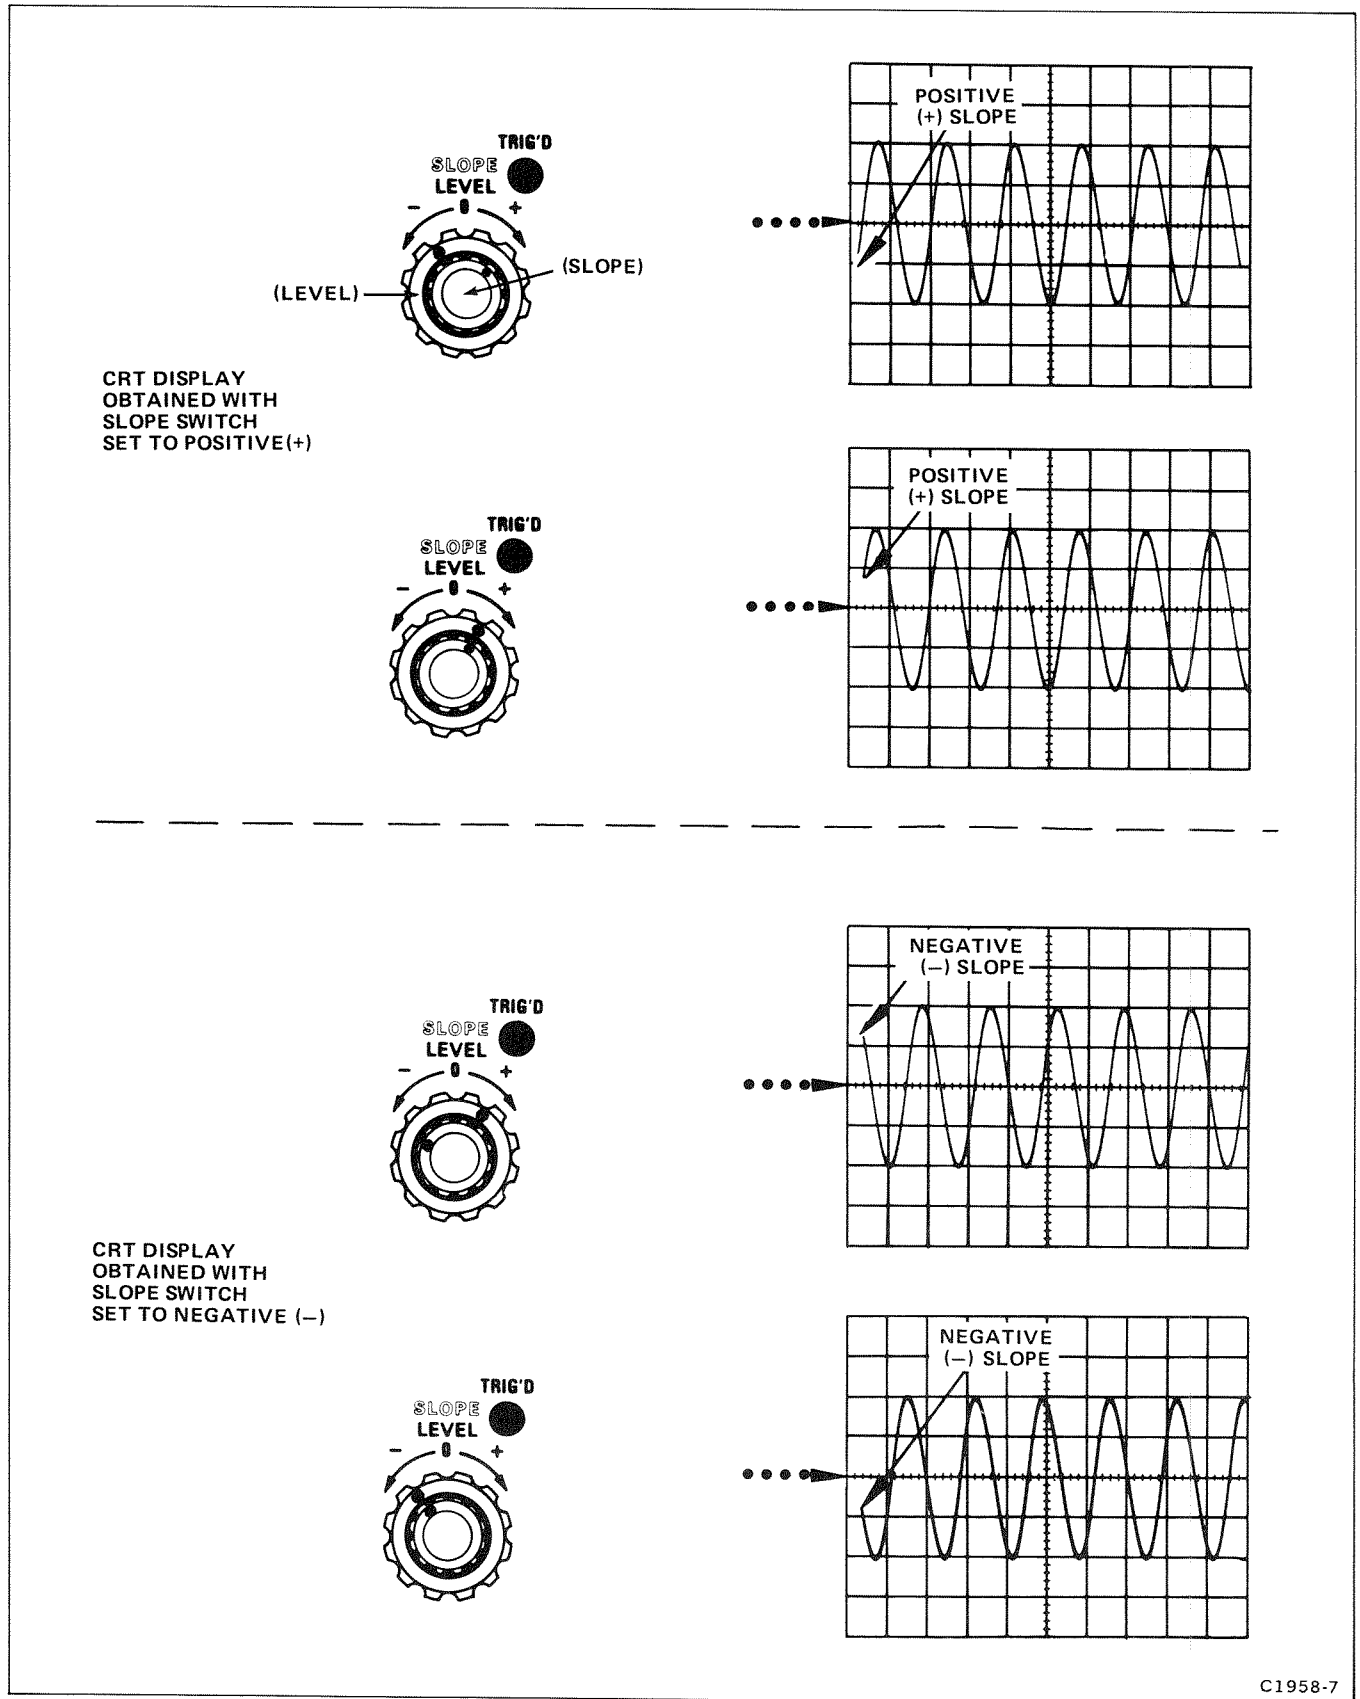 POSITIVE
(+) SLOPE
TRIG'D
SLOPE
LEVEL
- 0 +
(SLOPE)
(LEVEL)
CRT DISPLAY
OBTAINED WITH
SLOPE SWITCH
SET TO POSITIVE (+)
POSITIVE
(+) SLOPE
TRIG'D
SLOPE
LEVEL
- 0 +
NEGATIVE
(—) SLOPE
TRIG'D
SLOPE
LEVEL
- 0 +
CRT DISPLAY
OBTAINED WITH
SLOPE SWITCH
SET TO NEGATIVE (—)
NEGATIVE
(—) SLOPE
TRIG'D
SLOPE
LEVEL
- 0 +
C1958-7